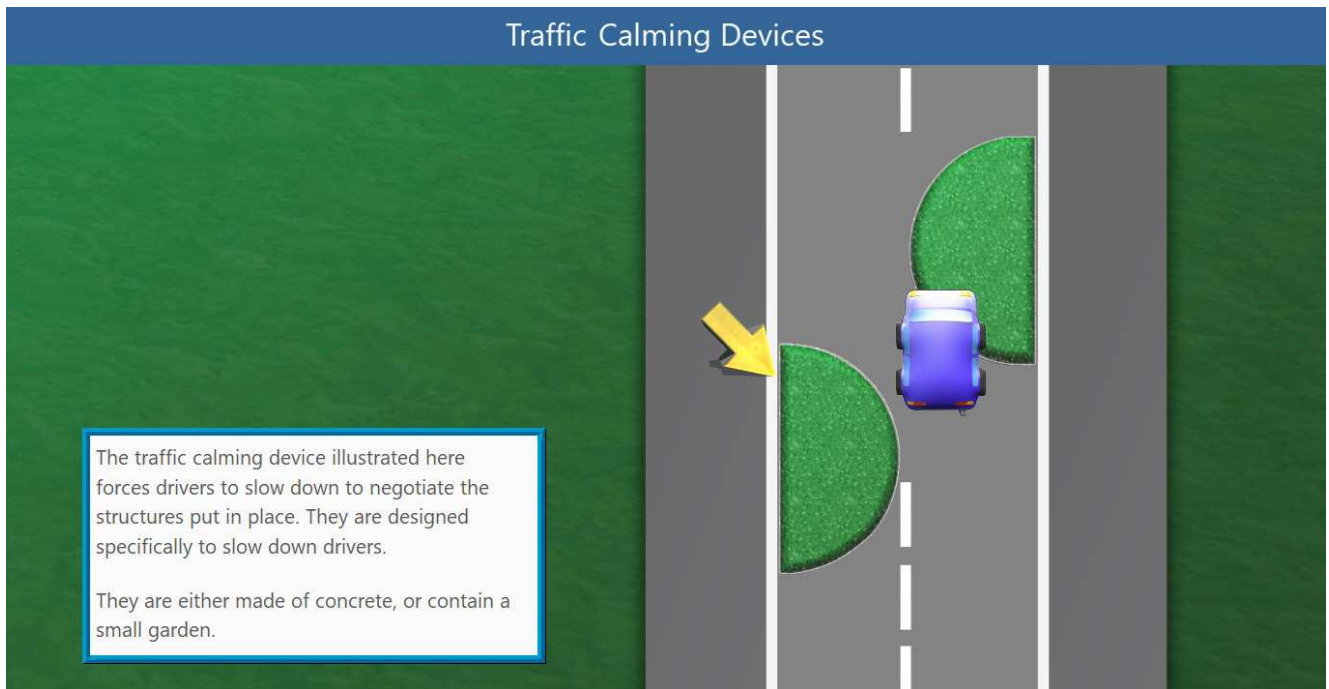 Traffic Calming Devices
The traffic calming device illustrated here
forces drivers to slow down to negotiate the
structures put in place. They are designed
specifically to slow down drivers.
They are either made of concrete, or contain a
small garden.